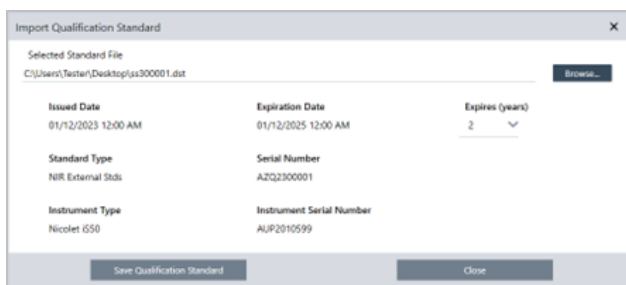 Import Qualification Standard
Selected Standard File
C:\Users\Tester\Desktop\ss300001.dst
Browse...
Issued Date Expiration Date Expires (years)
01/12/2023 12:00 AM 01/12/2025 12:00 AM 2
Standard Type Serial Number
NIR External Stds AZQ2300001
Instrument Type Instrument Serial Number
Nicolet iS50 AUP2010599
Save Qualification Standard Close